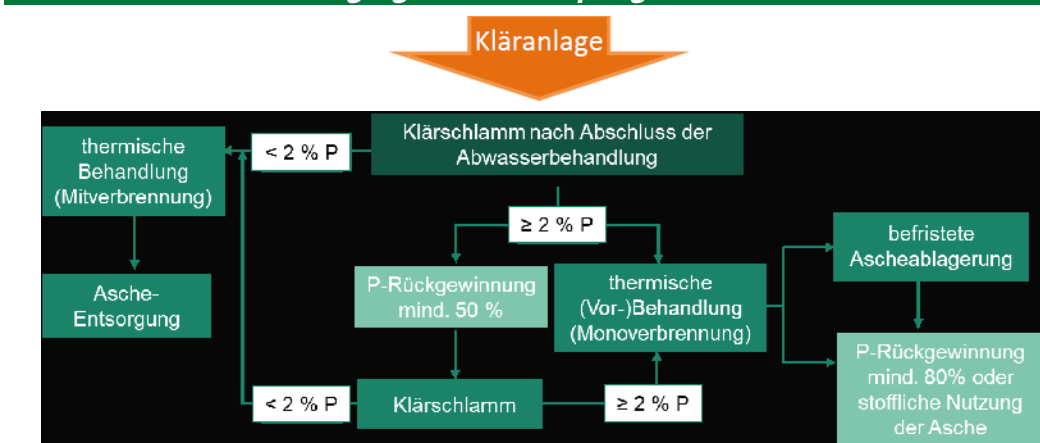 Kläranlage
Klärschlamm nach Abschluss der
Abwasserbehandlung
thermische
Behandlung
(Mitverbrennung)
< 2 % P
≥ 2 % P
befristete
Ascheablagerung
Asche-
Entsorgung
P-Rückgewinnung
mind. 50 %
thermische
(Vor-)Behandlung
(Monoverbrennung)
P-Rückgewinnung
mind. 80% oder
stoffliche Nutzung
der Asche
< 2 % P
Klärschlamm
≥ 2 % P